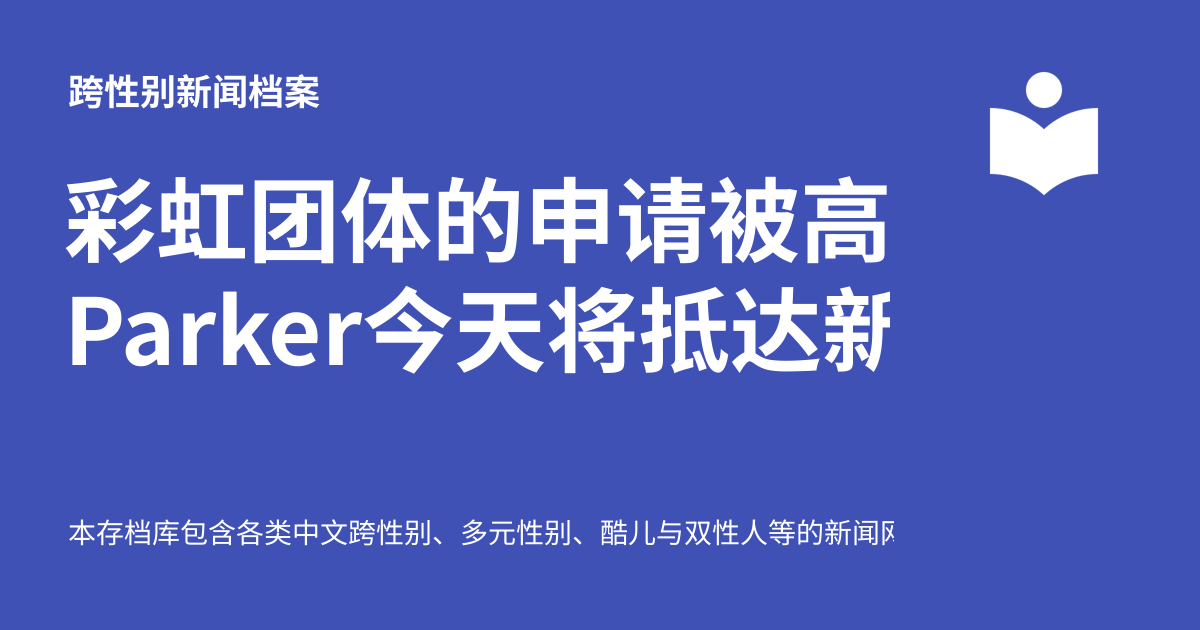 跨性别新闻档案
彩虹团体的申请被高
Parker今天将抵达新
本存档库包含各类中文跨性别、多元性别、酷儿与双性人等的新闻网